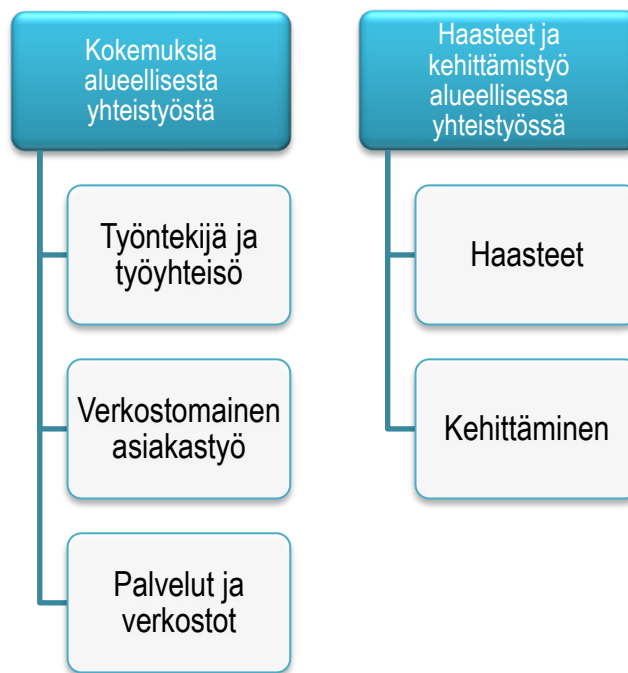 Kokemuksia
alueellisesta
yhteistyöstä
Työntekijä ja
työyhteisö
Verkostomainen
asiakastyö
Palvelut ja
verkostot
Haasteet ja
kehittämistyö
alueellisessa
yhteistyössä
Haasteet
Kehittäminen